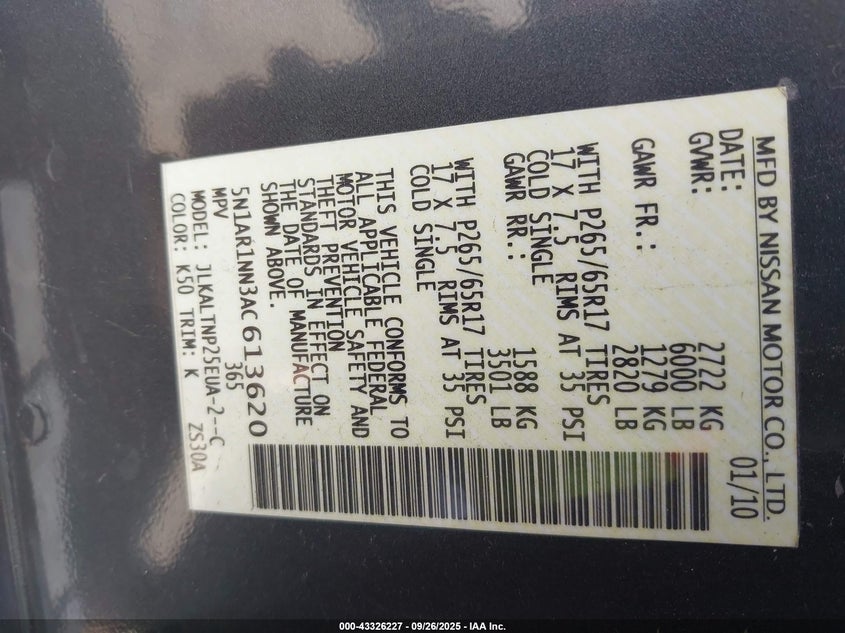 MFD BY NISSAN MOTOR CO., LTD.
DATE: 01/10
GVWR: 2722 KG
6000 LB
GAWR FR.: 1279 KG
2820 LB
WITH P265/65R17 TIRES
17 X 7.5 RIMS AT 35 PSI
COLD SINGLE
GAWR RR.: 1588 KG
3501 LB
WITH P265/65R17 TIRES
17 X 7.5 RIMS AT 35 PSI
COLD SINGLE
THIS VEHICLE CONFORMS TO
ALL APPLICABLE FEDERAL
MOTOR VEHICLE SAFETY AND
THEFT PREVENTION
STANDARDS IN EFFECT ON
THE DATE OF MANUFACTURE
SHOWN ABOVE.
5N1AR1NN3AC613620
MPV 365
MODEL: JLKALTNP25EUA-2--C
COLOR: K50 TRIM: K ZS30A
000-43326227 - 09/26/2025 - IAA Inc.